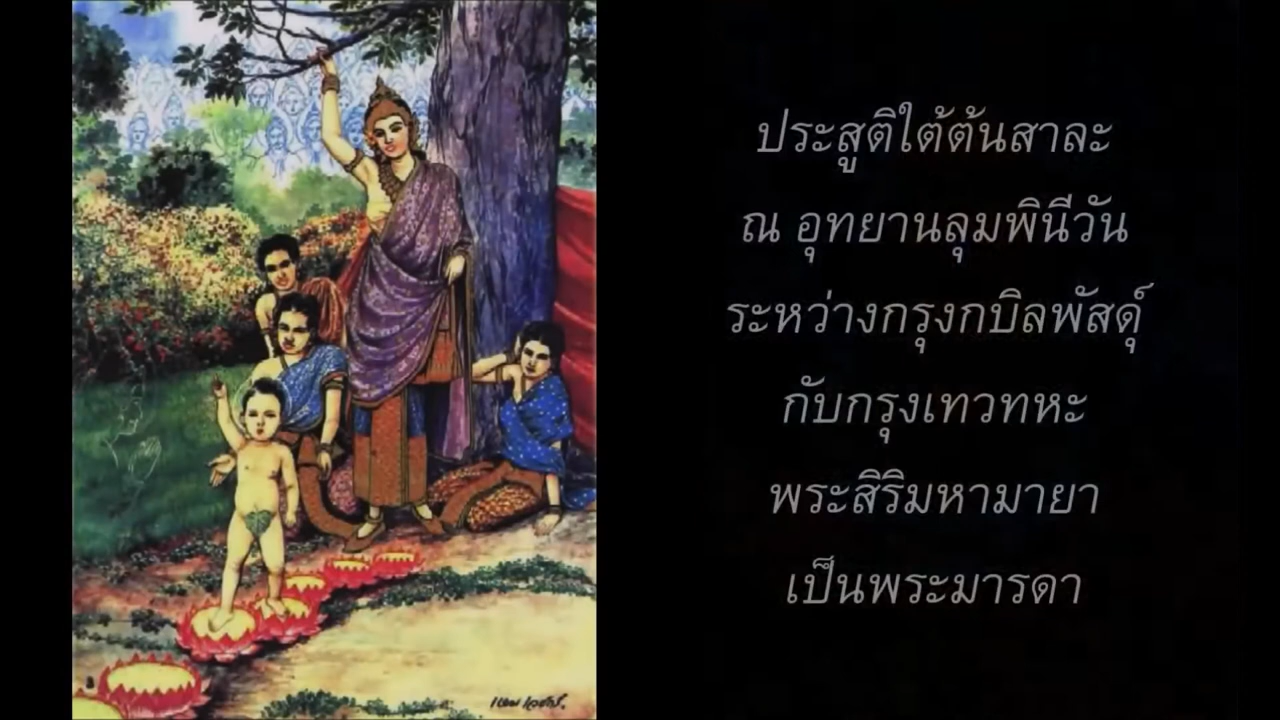 ประสูติใต้ต้นสาละ
ณ อุทยานลุมพินีวัน
ระหว่างกรุงกบิลพัสดุ์
กับกรุงเทวทหะ
พระสิริมหามายา
เป็นพระมารดา